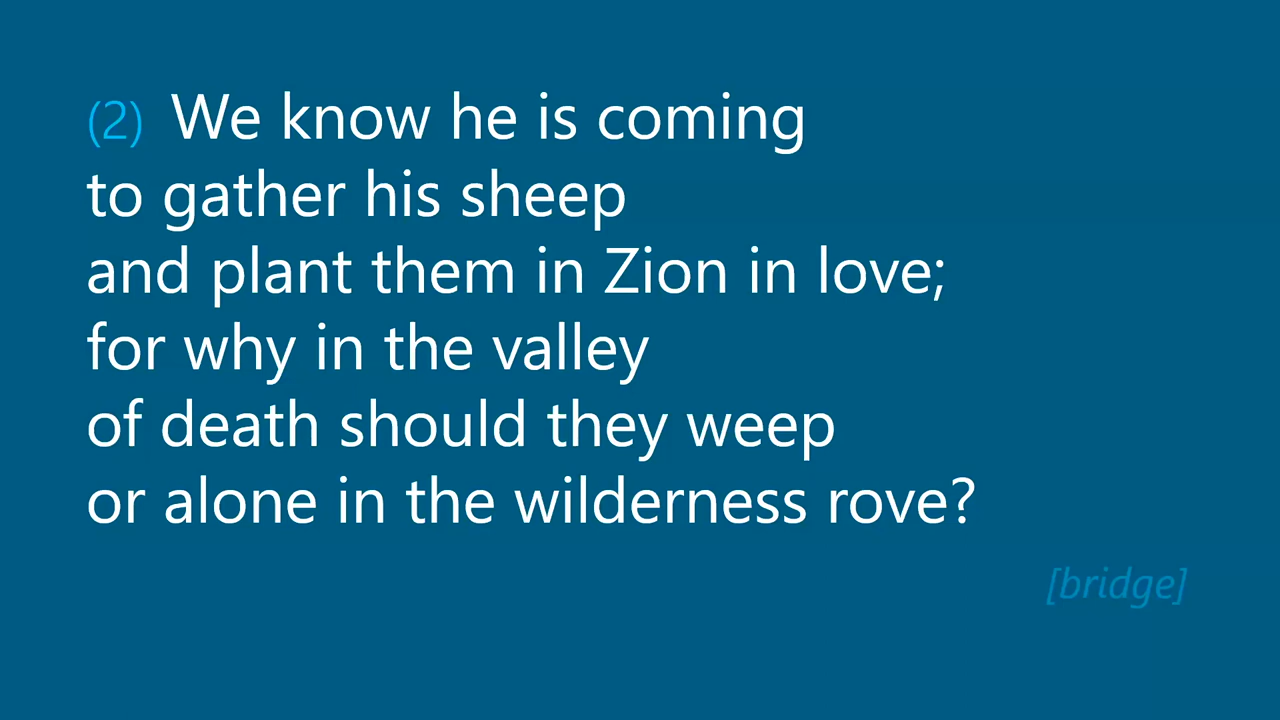 (2) We know he is coming
to gather his sheep
and plant them in Zion in love;
for why in the valley
of death should they weep
or alone in the wilderness rove?
[bridge]